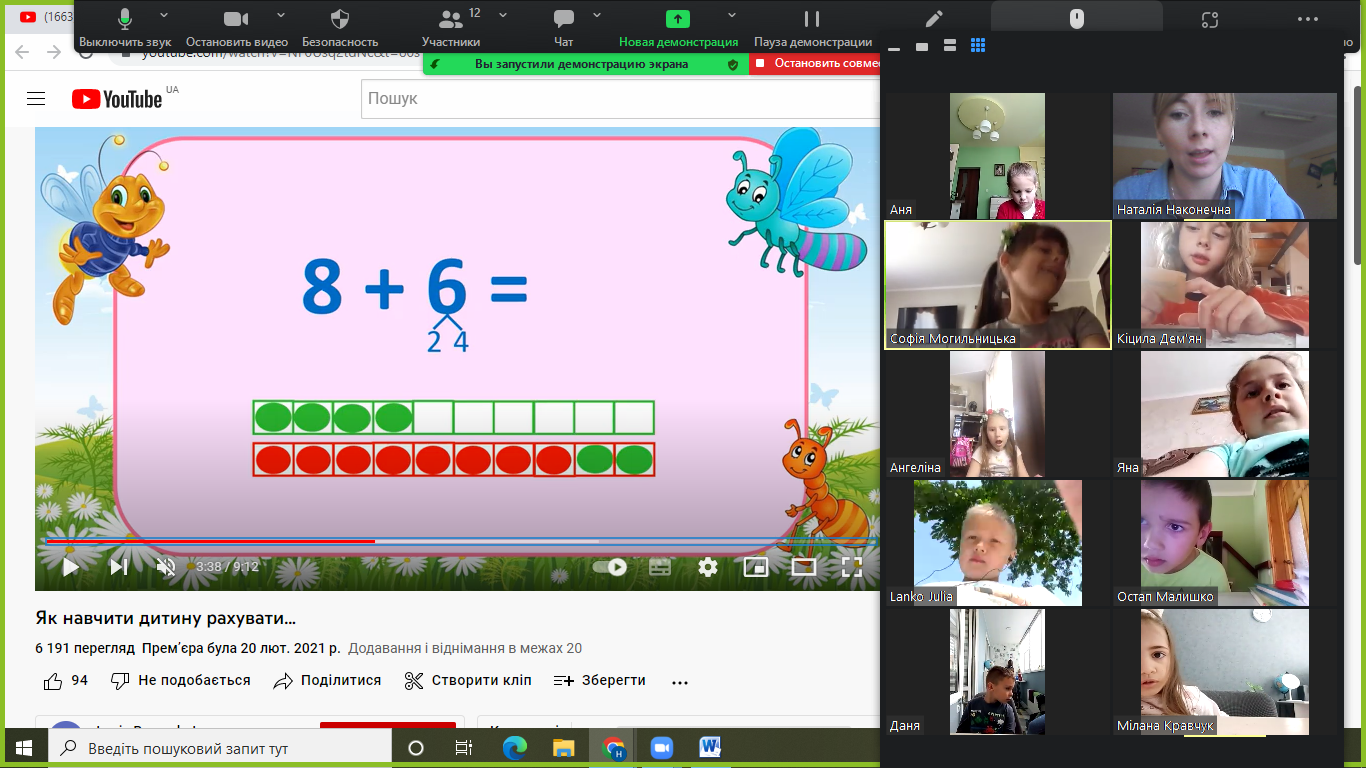 (1663
12
Выключить звук
Остановить видео
Безопасность
Участники
Чат
Новая демонстрация
Пауза демонстрации
Вы запустили демонстрацию экрана
Остановить совме
YouTube UA
Пошук
8 + 6 =
2 4
3:38 / 9:12
Як навчити дитину рахувати...
6 191 перегляд Прем’єра була 20 лют. 2021 р. Додавання і віднімання в межах 20
94
Не подобається
Поділитися
Створити кліп
Зберегти
Введіть пошуковий запит тут
Аня
Наталія Наконечна
Софія Могильницька
Кіцила Дем'ян
Ангеліна
Яна
Lanko Julia
Остап Малишко
Даня
Мілана Кравчук